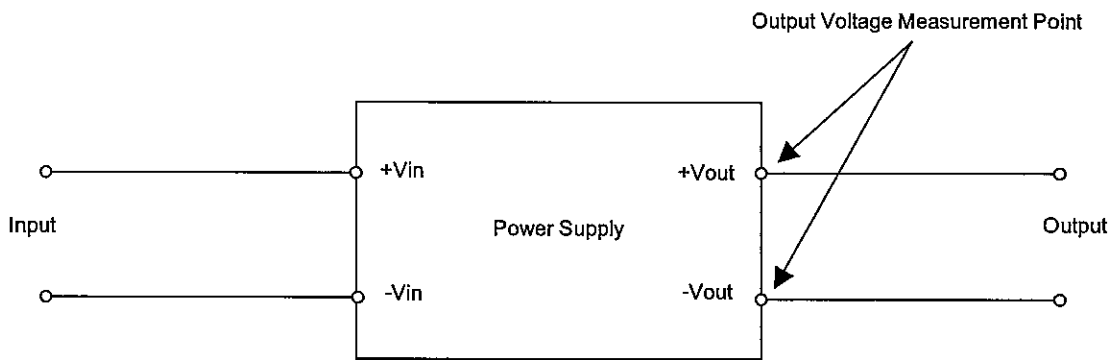 Output Voltage Measurement Point
+Vin
+Vout
Input
Power Supply
Output
-Vin
-Vout